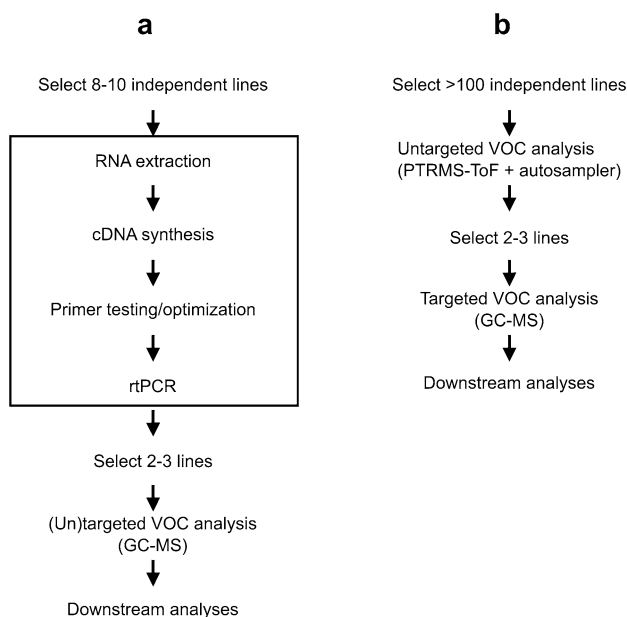 a
Select 8-10 independent lines
RNA extraction
cDNA synthesis
Primer testing/optimization
rtPCR
Select 2-3 lines
(Un)targeted VOC analysis
(GC-MS)
Downstream analyses
b
Select >100 independent lines
Untargeted VOC analysis
(PTRMS-ToF + autosampler)
Select 2-3 lines
Targeted VOC analysis
(GC-MS)
Downstream analyses